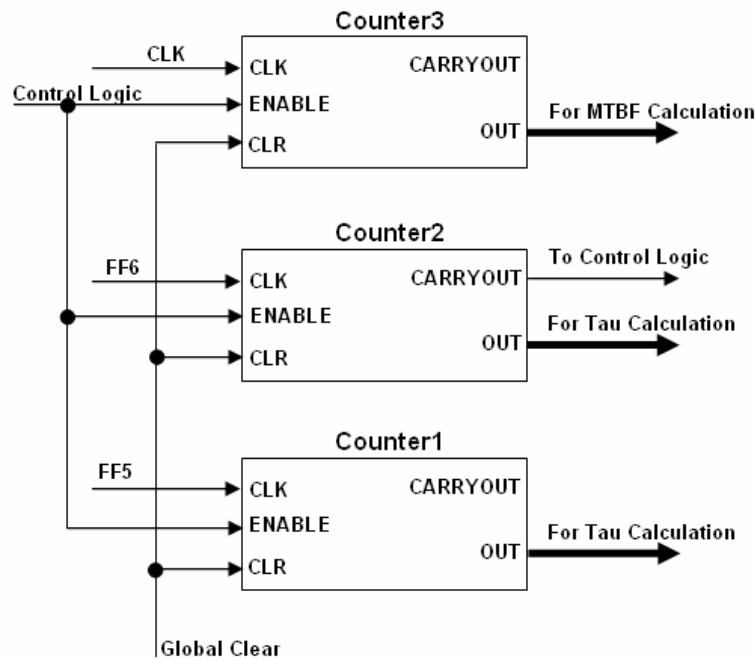 Counter3
CLK
CLK
CARRYOUT
Control Logic
ENABLE
For MTBF Calculation
OUT
CLR
Counter2
FF6
CLK
CARRYOUT
To Control Logic
ENABLE
For Tau Calculation
OUT
CLR
Counter1
FF5
CLK
CARRYOUT
ENABLE
For Tau Calculation
OUT
CLR
Global Clear